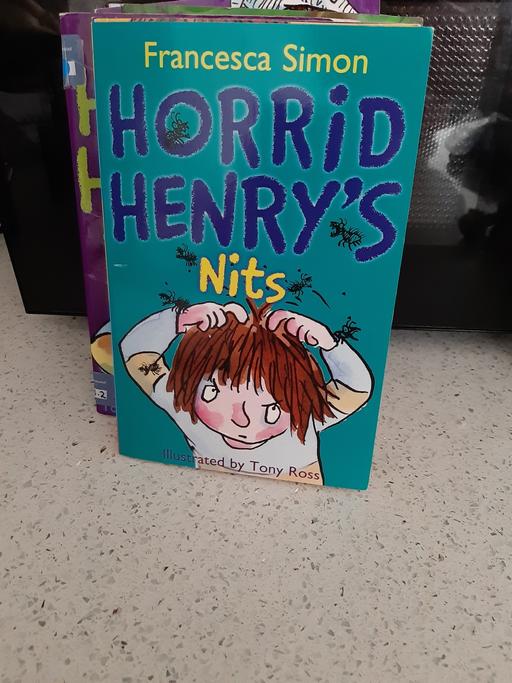 Francesca Simon
HORRiD
HENRY'S
Nits
Illustrated by Tony Ross